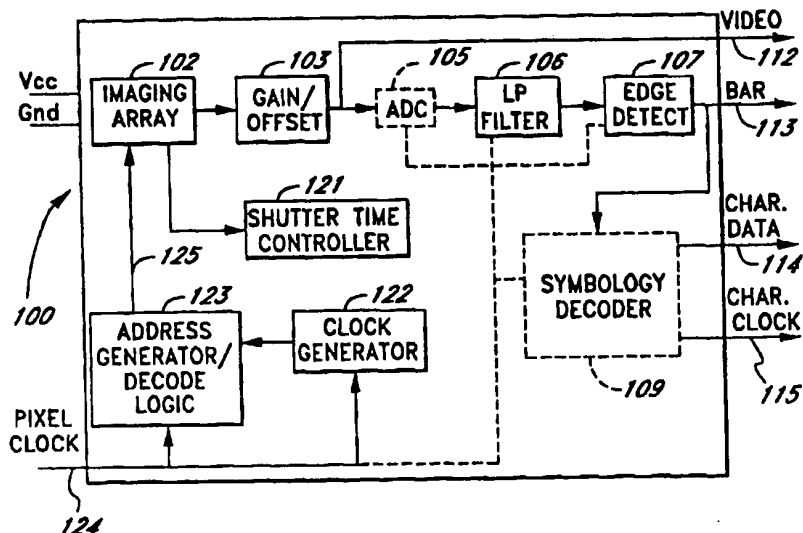 VIDEO
112
102
103
105
106
107
Vcc
Gnd
IMAGING
ARRAY
GAIN/
OFFSET
ADC
LP
FILTER
EDGE
DETECT
BAR
113
121
SHUTTER TIME
CONTROLLER
CHAR.
DATA
114
125
100
123
122
ADDRESS
GENERATOR/
DECODE
LOGIC
CLOCK
GENERATOR
SYMBOLOGY
DECODER
109
CHAR.
CLOCK
115
PIXEL
CLOCK
124